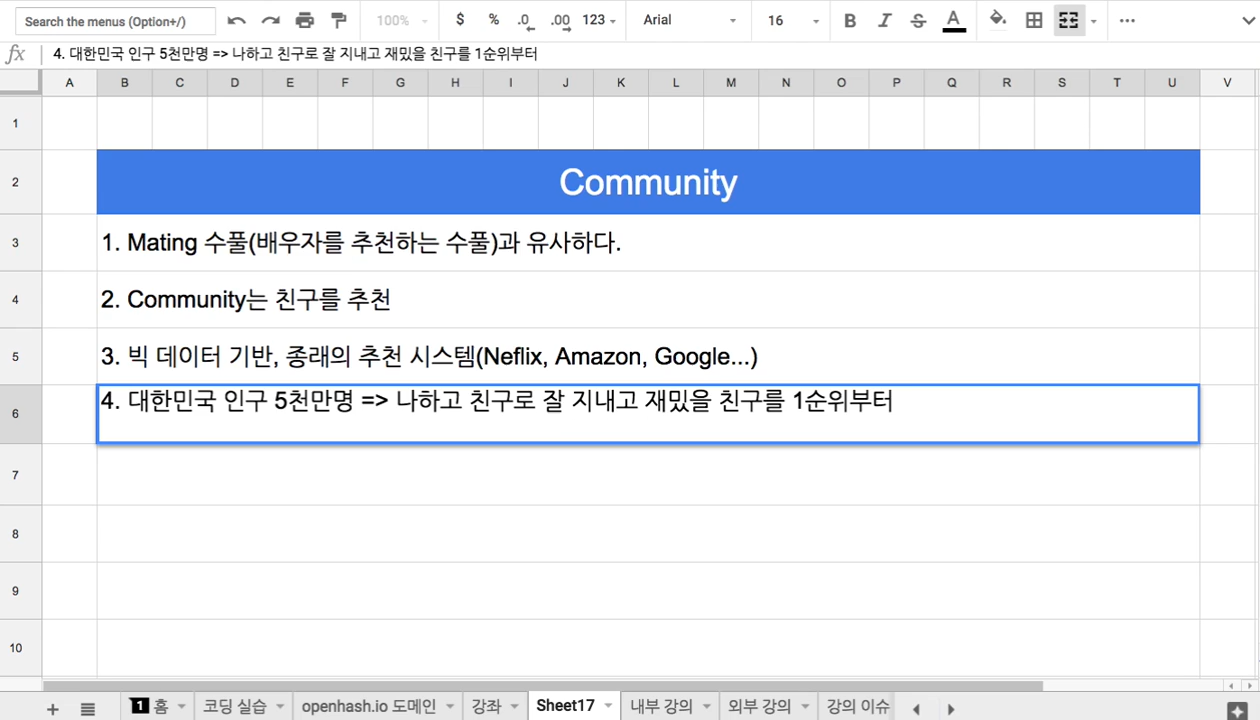 Search the menus (Option+/)
100%
$ % .0 .00 123
Arial
16
B I S A
fx 4. 대한민국 인구 5천만명 => 나하고 친구로 잘 지내고 재밌을 친구를 1순위부터
A B C D E F G H I J K L M N O P Q R S T U V
1
2 Community
3 1. Mating 수풀(배우자를 추천하는 수풀)과 유사하다.
4 2. Community는 친구를 추천
5 3. 빅 데이터 기반, 종래의 추천 시스템(Neflix, Amazon, Google...)
6 4. 대한민국 인구 5천만명 => 나하고 친구로 잘 지내고 재밌을 친구를 1순위부터
7
8
9
10
1 홈 코딩 실습 openhash.io 도메인 강좌 Sheet17 내부 강의 외부 강의 강의 이슈